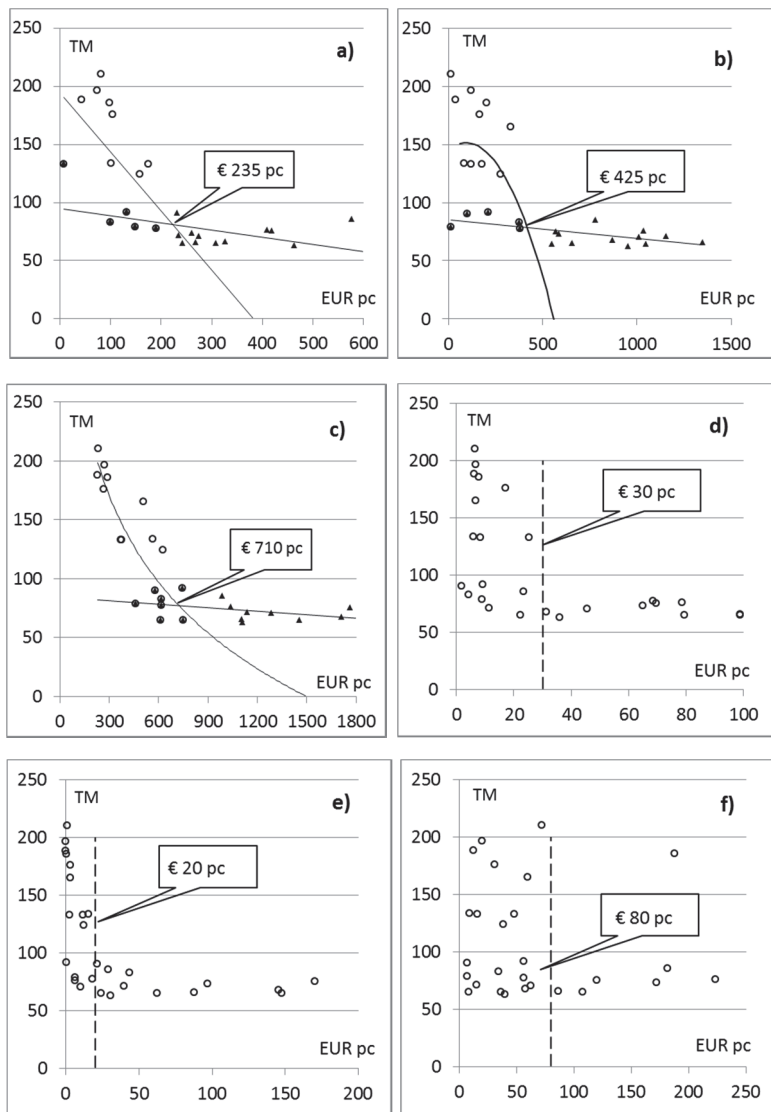 250
TM
a)
200
150
€ 235 pc
100
50
EUR pc
0
0 100 200 300 400 500 600
250
TM
b)
200
150
€ 425 pc
100
50
EUR pc
0
0 500 1000 1500
250
TM
c)
200
150
€ 710 pc
100
50
EUR pc
0
0 300 600 900 1200 1500 1800
250
TM
d)
200
€ 30 pc
150
100
50
EUR pc
0
0 20 40 60 80 100
250
TM
e)
200
€ 20 pc
150
100
50
EUR pc
0
0 50 100 150 200
250
TM
f)
200
150
€ 80 pc
100
50
EUR pc
0
0 50 100 150 200 250